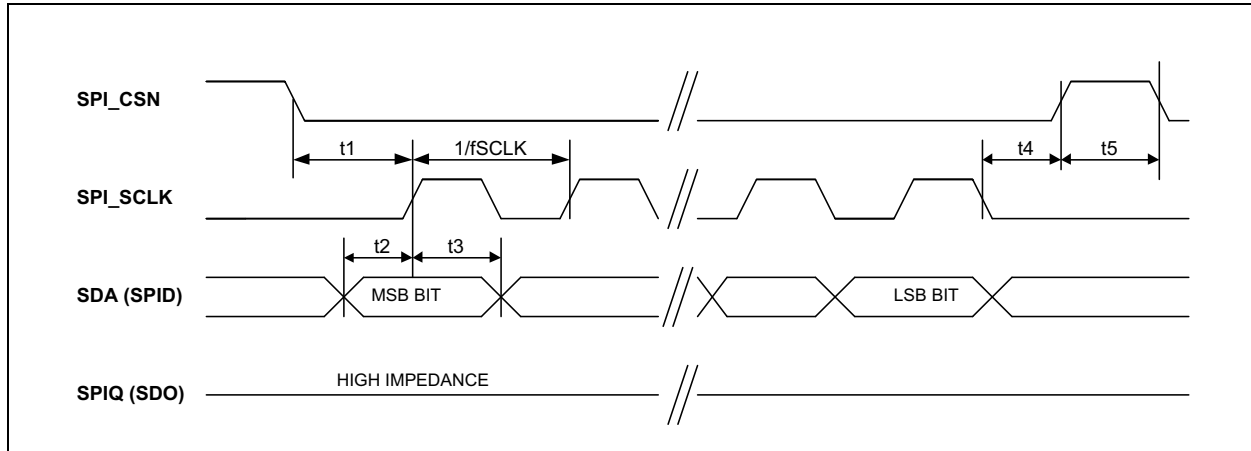 SPI_CSN
t1
1/fSCLK
t4
t5
SPI_SCLK
t2
t3
SDA (SPID)
MSB BIT
LSB BIT
SPIQ (SDO)
HIGH IMPEDANCE